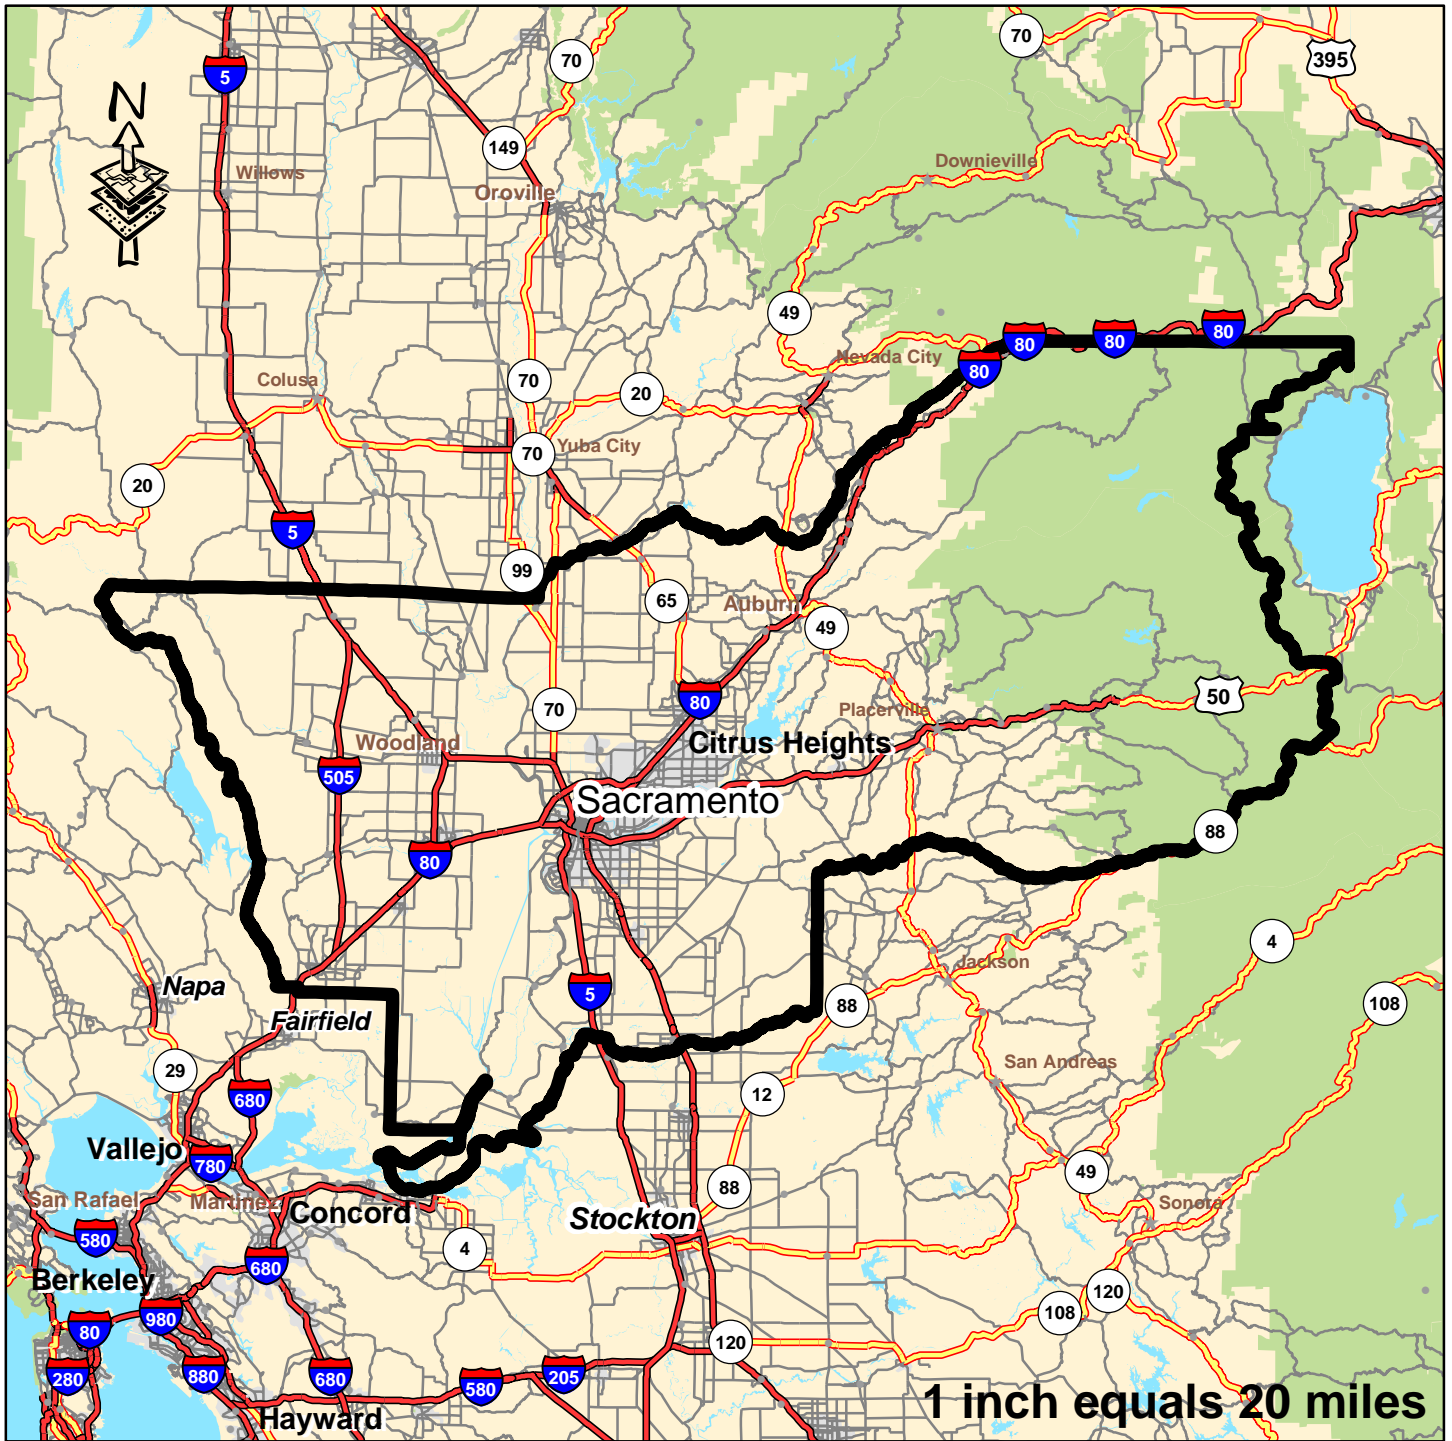 70
70
395
5
N
149
Downieville
Willows
Oroville
49
80
80
80
Nevada City
80
Colusa
70
20
70
Yuba City
20
5
99
65
Auburn
49
50
80
70
Placerville
Woodland
Citrus Heights
505
Sacramento
88
80
4
Jackson
Napa
5
88
108
Fairfield
29
San Andreas
680
12
Vallejo
780
49
88
San Rafael
Martinez
Concord
Sonora
Stockton
580
4
680
Berkeley
120
980
108
80
120
280
880
680
580
205
1 inch equals 20 miles
Hayward